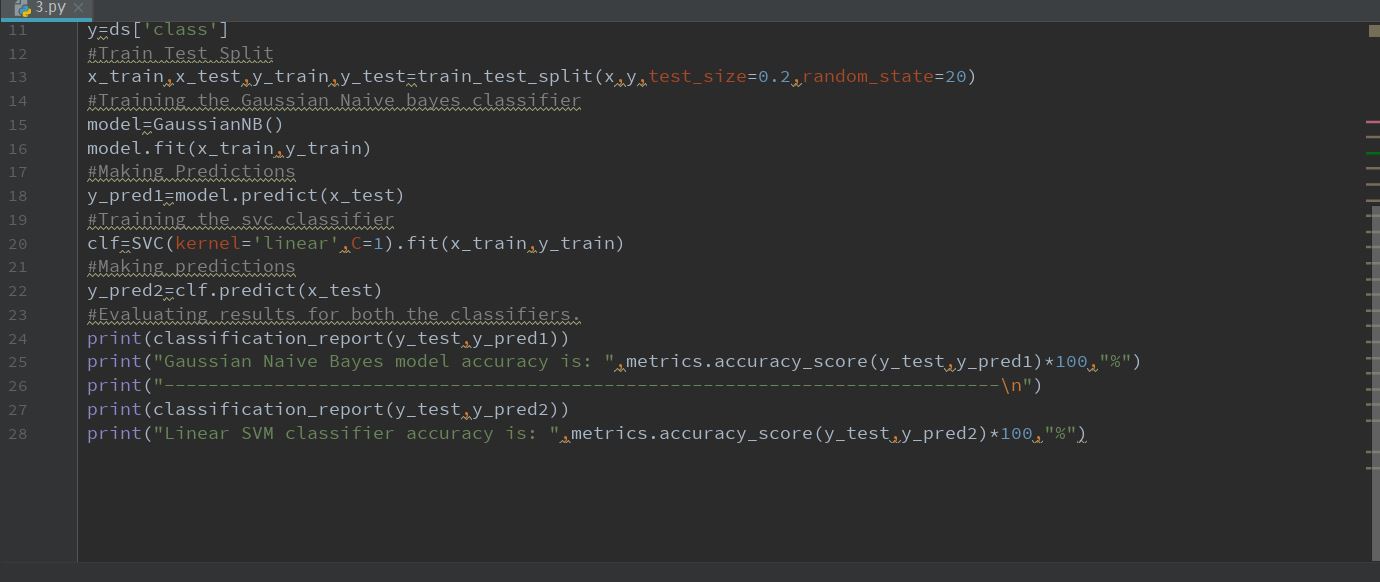 3.py
11 y=ds['class']
12 #Train Test Split
13 x_train,x_test,y_train,y_test=train_test_split(x,y,test_size=0.2,random_state=20)
14 #Training the Gaussian Naive bayes classifier
15 model=GaussianNB()
16 model.fit(x_train,y_train)
17 #Making Predictions
18 y_pred1=model.predict(x_test)
19 #Training the svc classifier
20 clf=SVC(kernel='linear',C=1).fit(x_train,y_train)
21 #Making predictions
22 y_pred2=clf.predict(x_test)
23 #Evaluating results for both the classifiers.
24 print(classification_report(y_test,y_pred1))
25 print("Gaussian Naive Bayes model accuracy is: ",metrics.accuracy_score(y_test,y_pred1)*100,"%")
26 print("----------------------------------------------------------------------------\n")
27 print(classification_report(y_test,y_pred2))
28 print("Linear SVM classifier accuracy is: ",metrics.accuracy_score(y_test,y_pred2)*100,"%")